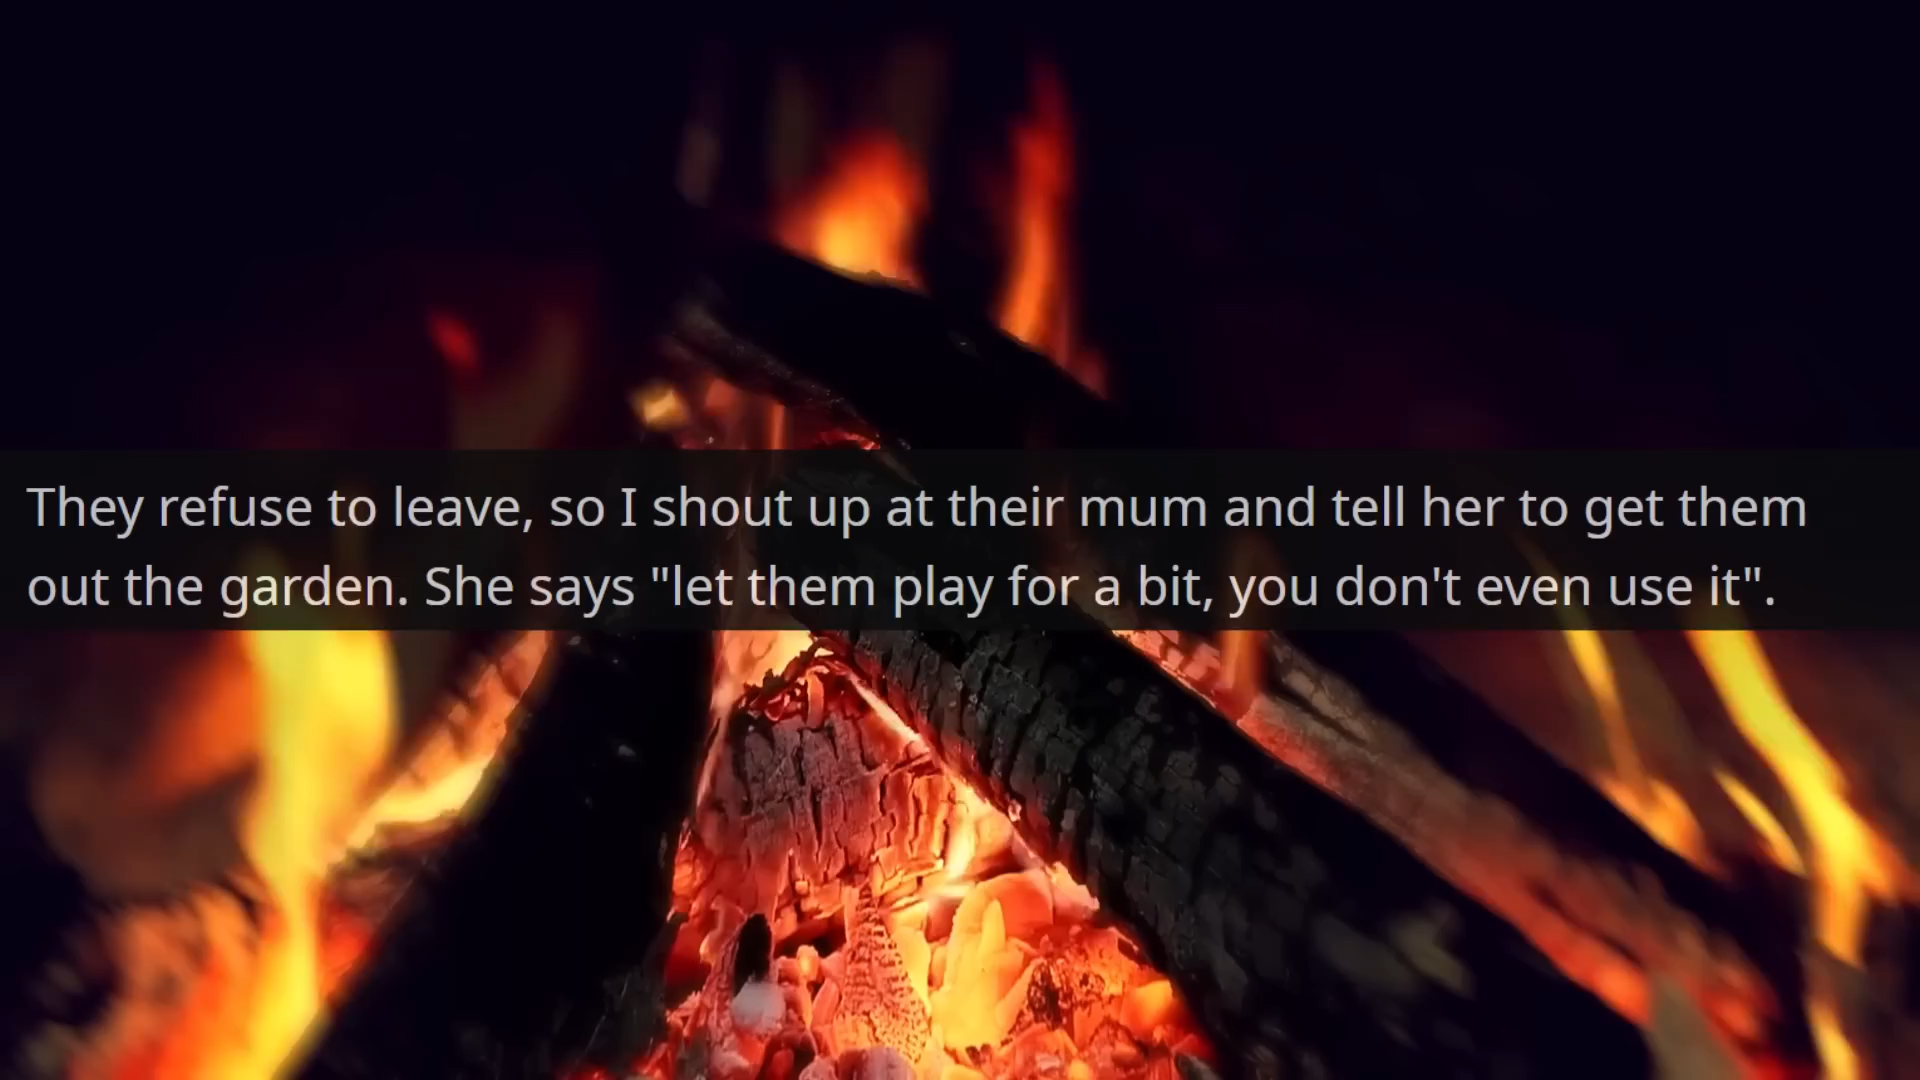 They refuse to leave, so I shout up at their mum and tell her to get them
out the garden. She says "let them play for a bit, you don't even use it".